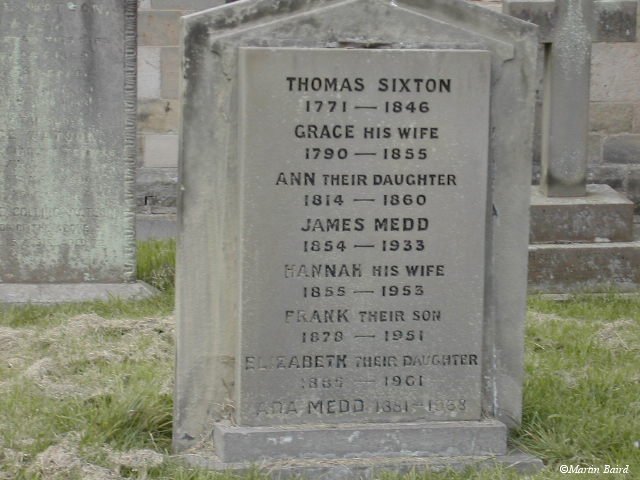 THOMAS SIXTON
1771 — 1846
GRACE HIS WIFE
1790 — 1855
ANN THEIR DAUGHTER
1814 — 1860
JAMES MEDD
1854 — 1933
HANNAH HIS WIFE
1855 — 1953
FRANK THEIR SON
1878 — 1951
ELIZABETH THEIR DAUGHTER
1885 — 1961
ADA MEDD
©Martin Baird